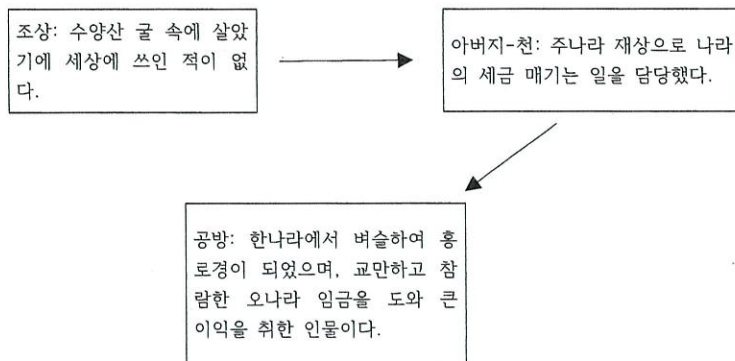 조상: 수양산 굴 속에 살았
기에 세상에 쓰인 적이 없
다.
아버지-천: 주나라 재상으로 나라
의 세금 매기는 일을 담당했다.
공방: 한나라에서 벼슬하여 홍
로경이 되었으며, 교만하고 참
람한 오나라 임금을 도와 큰
이익을 취한 인물이다.